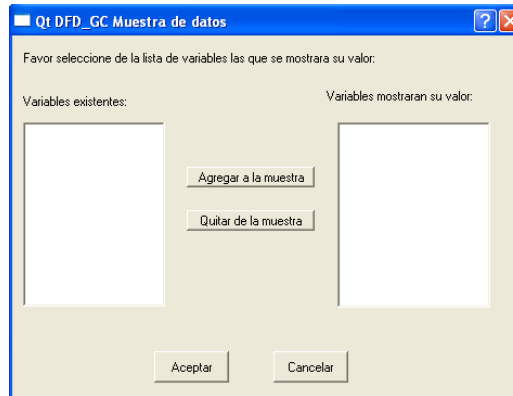 Qt DFD_GC Muestra de datos
Favor seleccione de la lista de variables las que se mostrara su valor:
Variables existentes:
Variables mostraran su valor:
Agregar a la muestra
Quitar de la muestra
Aceptar
Cancelar